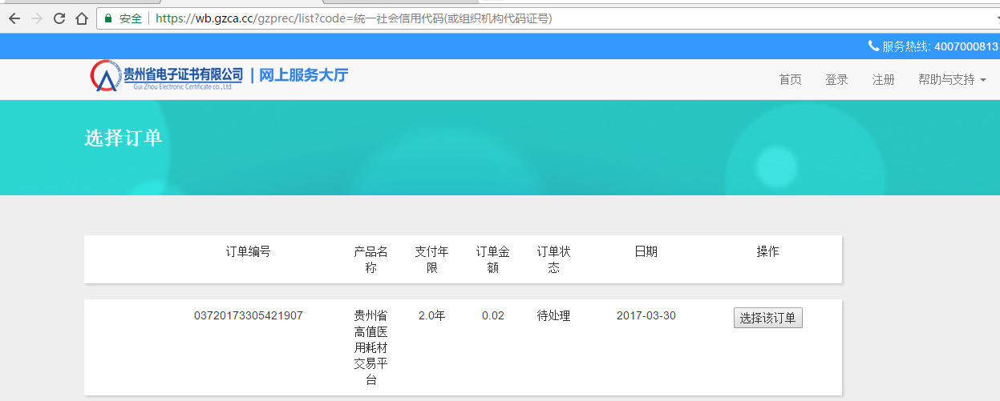 安全 https://wb.gzca.cc/gzprec/list?code=统一社会信用代码(或组织机构代码证号)
服务热线: 4007000813
贵州省电子证书有限公司 | 网上服务大厅
Gui Zhou Electronic Certificate co.,Ltd.
首页 登录 注册 帮助与支持
选择订单
订单编号 产品名称 支付年限 订单金额 订单状态 日期 操作
03720173305421907 贵州省高值医用耗材交易平台 2.0年 0.02 待处理 2017-03-30 选择该订单